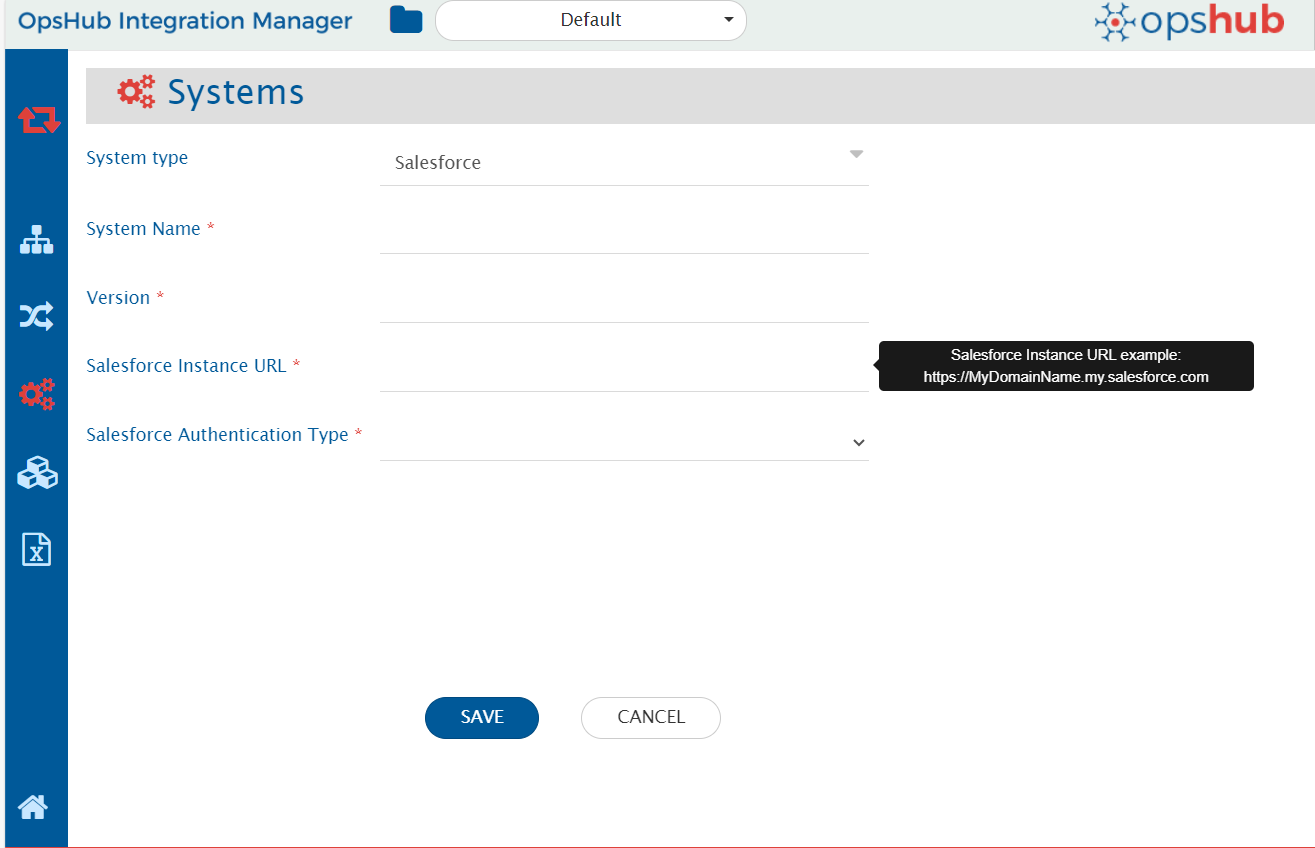 OpsHub Integration Manager
Default
opshub
Systems
System type
Salesforce
System Name *
Version *
Salesforce Instance URL *
Salesforce Instance URL example:
https://MyDomainName.my.salesforce.com
Salesforce Authentication Type *
X
SAVE
CANCEL